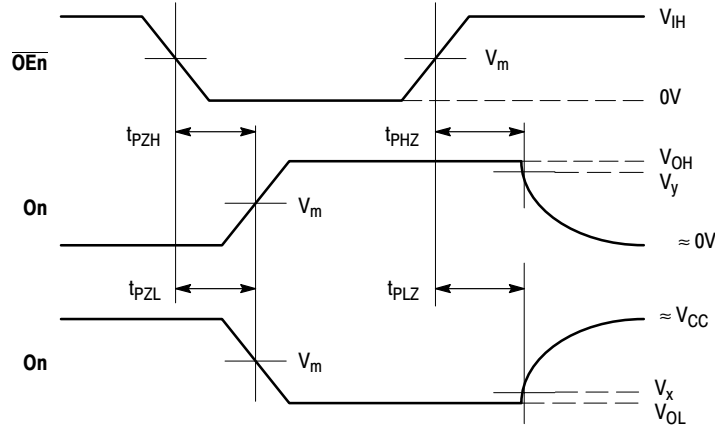 V_IH
OEn
V_m
0V
t_PZH
t_PHZ
V_OH
V_y
On
V_m
≈ 0V
t_PZL
t_PLZ
≈ V_CC
On
V_m
V_x
V_OL